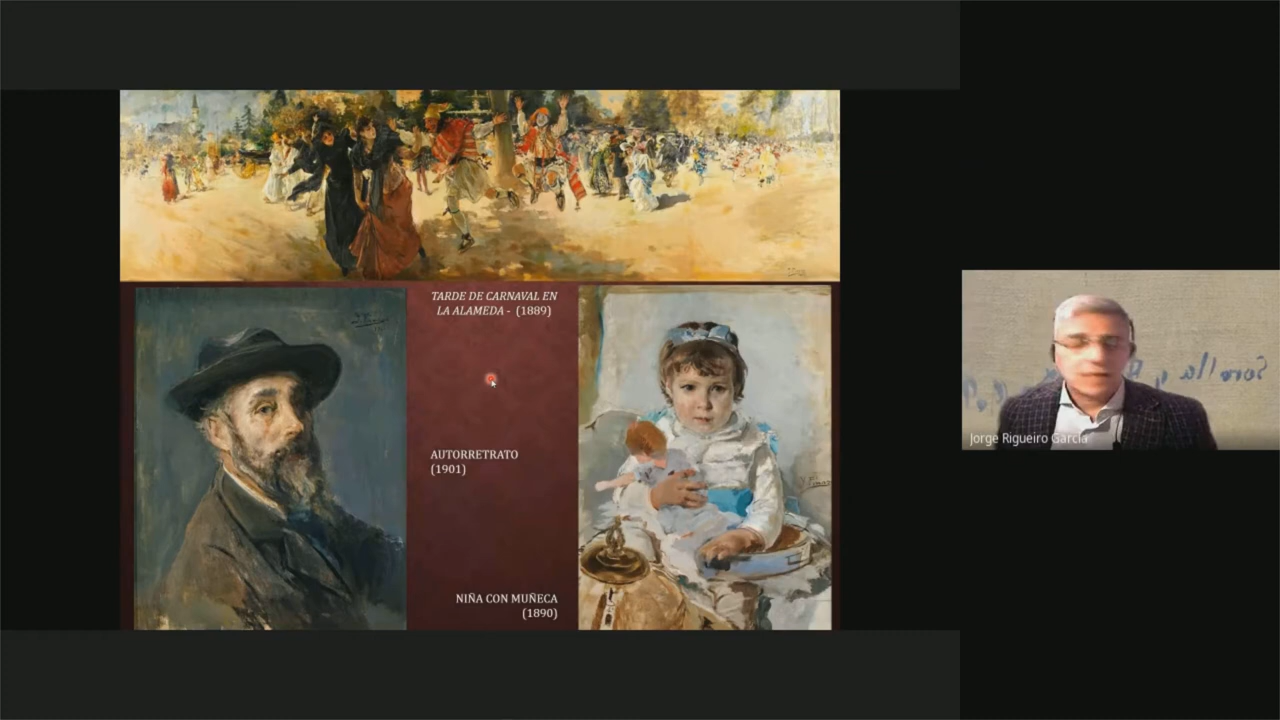 TARDE DE CARNAVAL EN
LA ALAMEDA - (1889)
AUTORRETRATO
(1901)
NIÑA CON MUÑECA
(1890)
Jorge Rigueiro García